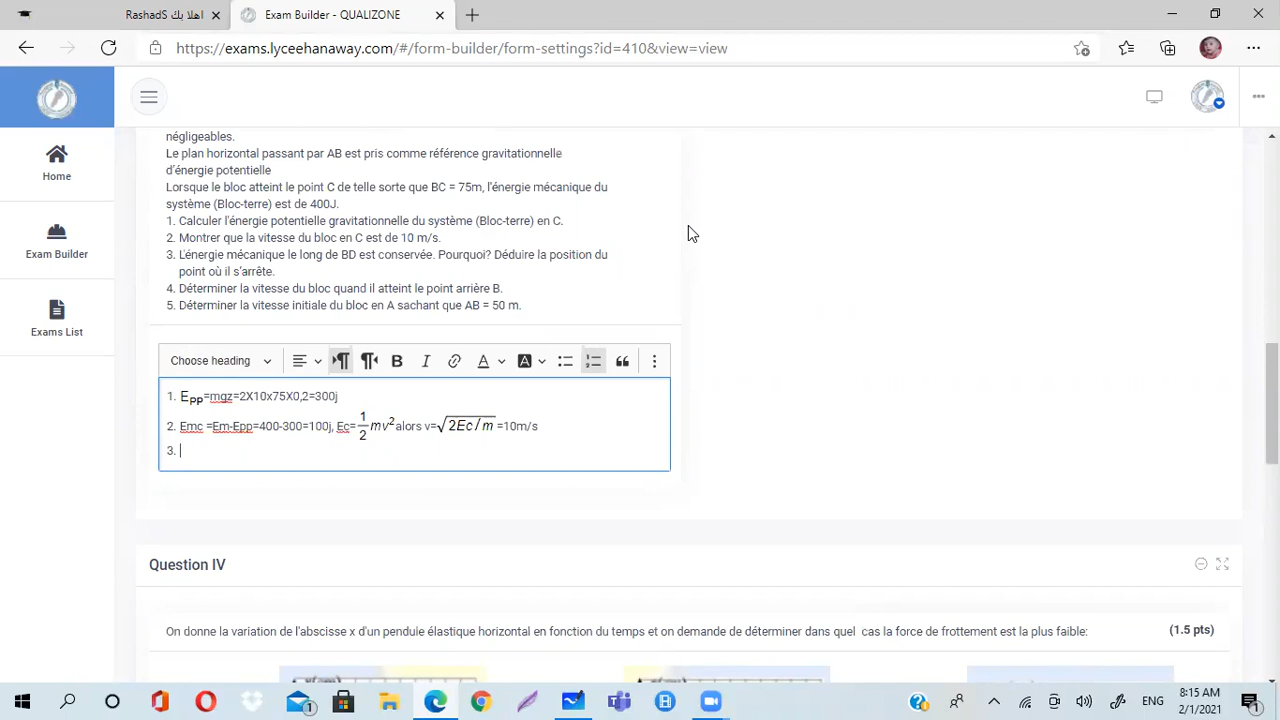 RashadS املا لك
Exam Builder - QUALIZONE
https://exams.lyceehanaway.com/#/form-builder/form-settings?id=410&view=view
Home
Exam Builder
Exams List
négligeables.
Le plan horizontal passant par AB est pris comme référence gravitationnelle
d'énergie potentielle
Lorsque le bloc atteint le point C de telle sorte que BC = 75m, l'énergie mécanique du
système (Bloc-terre) est de 400J.
1. Calculer l'énergie potentielle gravitationnelle du système (Bloc-terre) en C.
2. Montrer que la vitesse du bloc en C est de 10 m/s.
3. L'énergie mécanique le long de BD est conservée. Pourquoi? Déduire la position du
point où il s'arrête.
4. Déterminer la vitesse du bloc quand il atteint le point arrière B.
5. Déterminer la vitesse initiale du bloc en A sachant que AB = 50 m.
Choose heading
1. E_PP=mgz=2X10x75X0,2=300j
2. Emc =Em-Epp=400-300=100j, Ec=1/2 mv²alors v=√(2Ec/m) =10m/s
3.
Question IV
On donne la variation de l'abscisse x d'un pendule élastique horizontal en fonction du temps et on demande de déterminer dans quel cas la force de frottement est la plus faible: (1.5 pts)
ENG
8:15 AM
2/1/2021